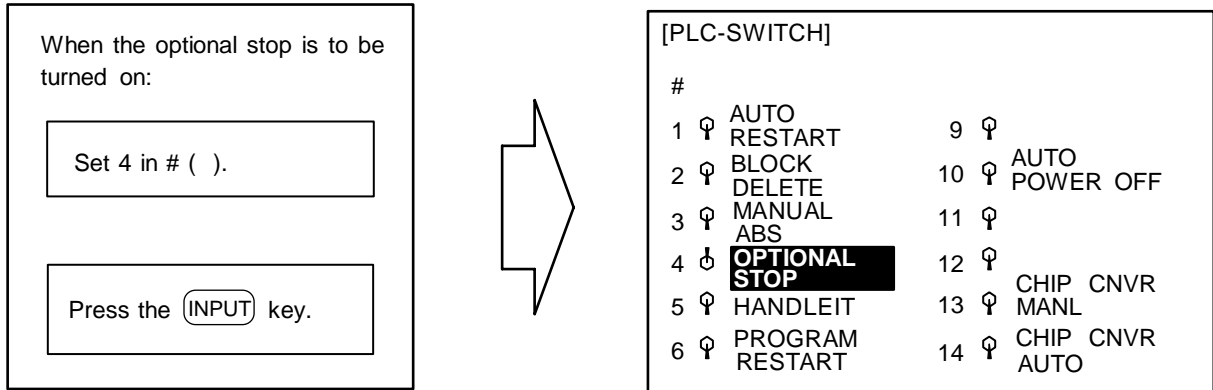 When the optional stop is to be
turned on:
Set 4 in # (  ).
Press the INPUT key.
[PLC-SWITCH]
#
1 AUTO
RESTART
2 BLOCK
DELETE
3 MANUAL
ABS
4 OPTIONAL
STOP
5 HANDLEIT
6 PROGRAM
RESTART
9
10 AUTO
POWER OFF
11
12
13 CHIP CNVR
MANL
14 CHIP CNVR
AUTO